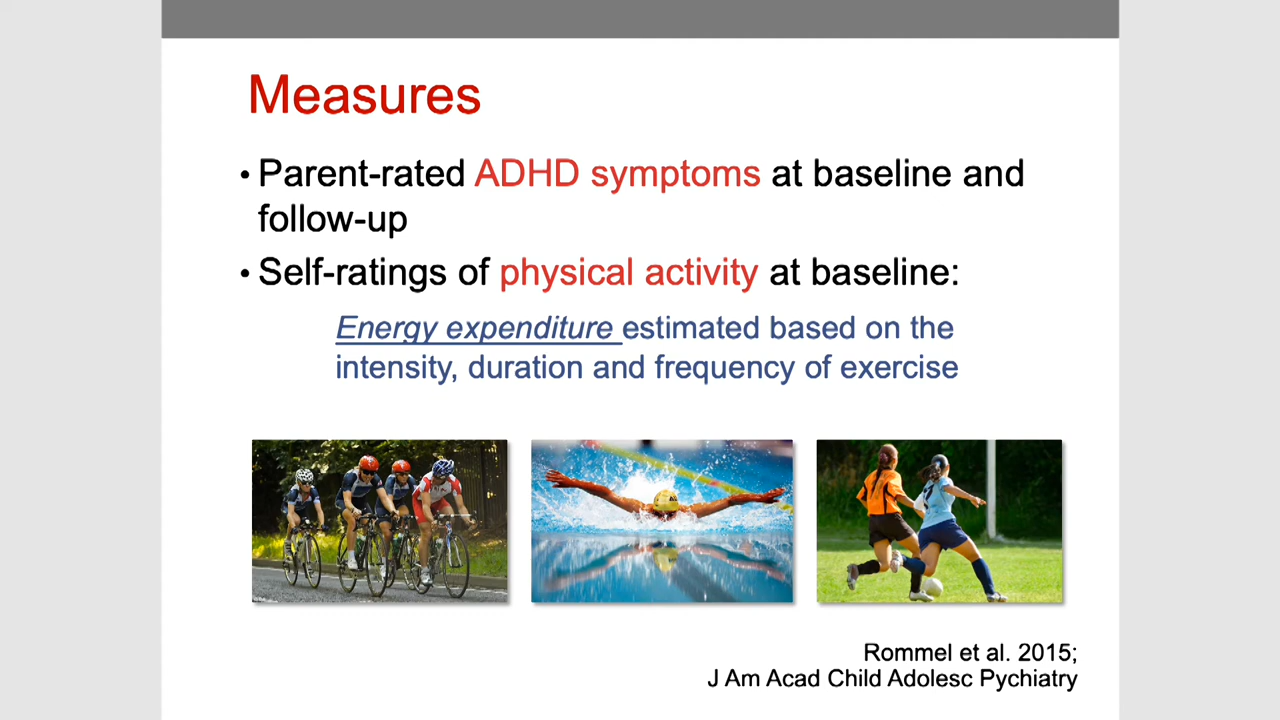 Measures
• Parent-rated ADHD symptoms at baseline and
follow-up
• Self-ratings of physical activity at baseline:
Energy expenditure estimated based on the
intensity, duration and frequency of exercise
Rommel et al. 2015;
J Am Acad Child Adolesc Pychiatry